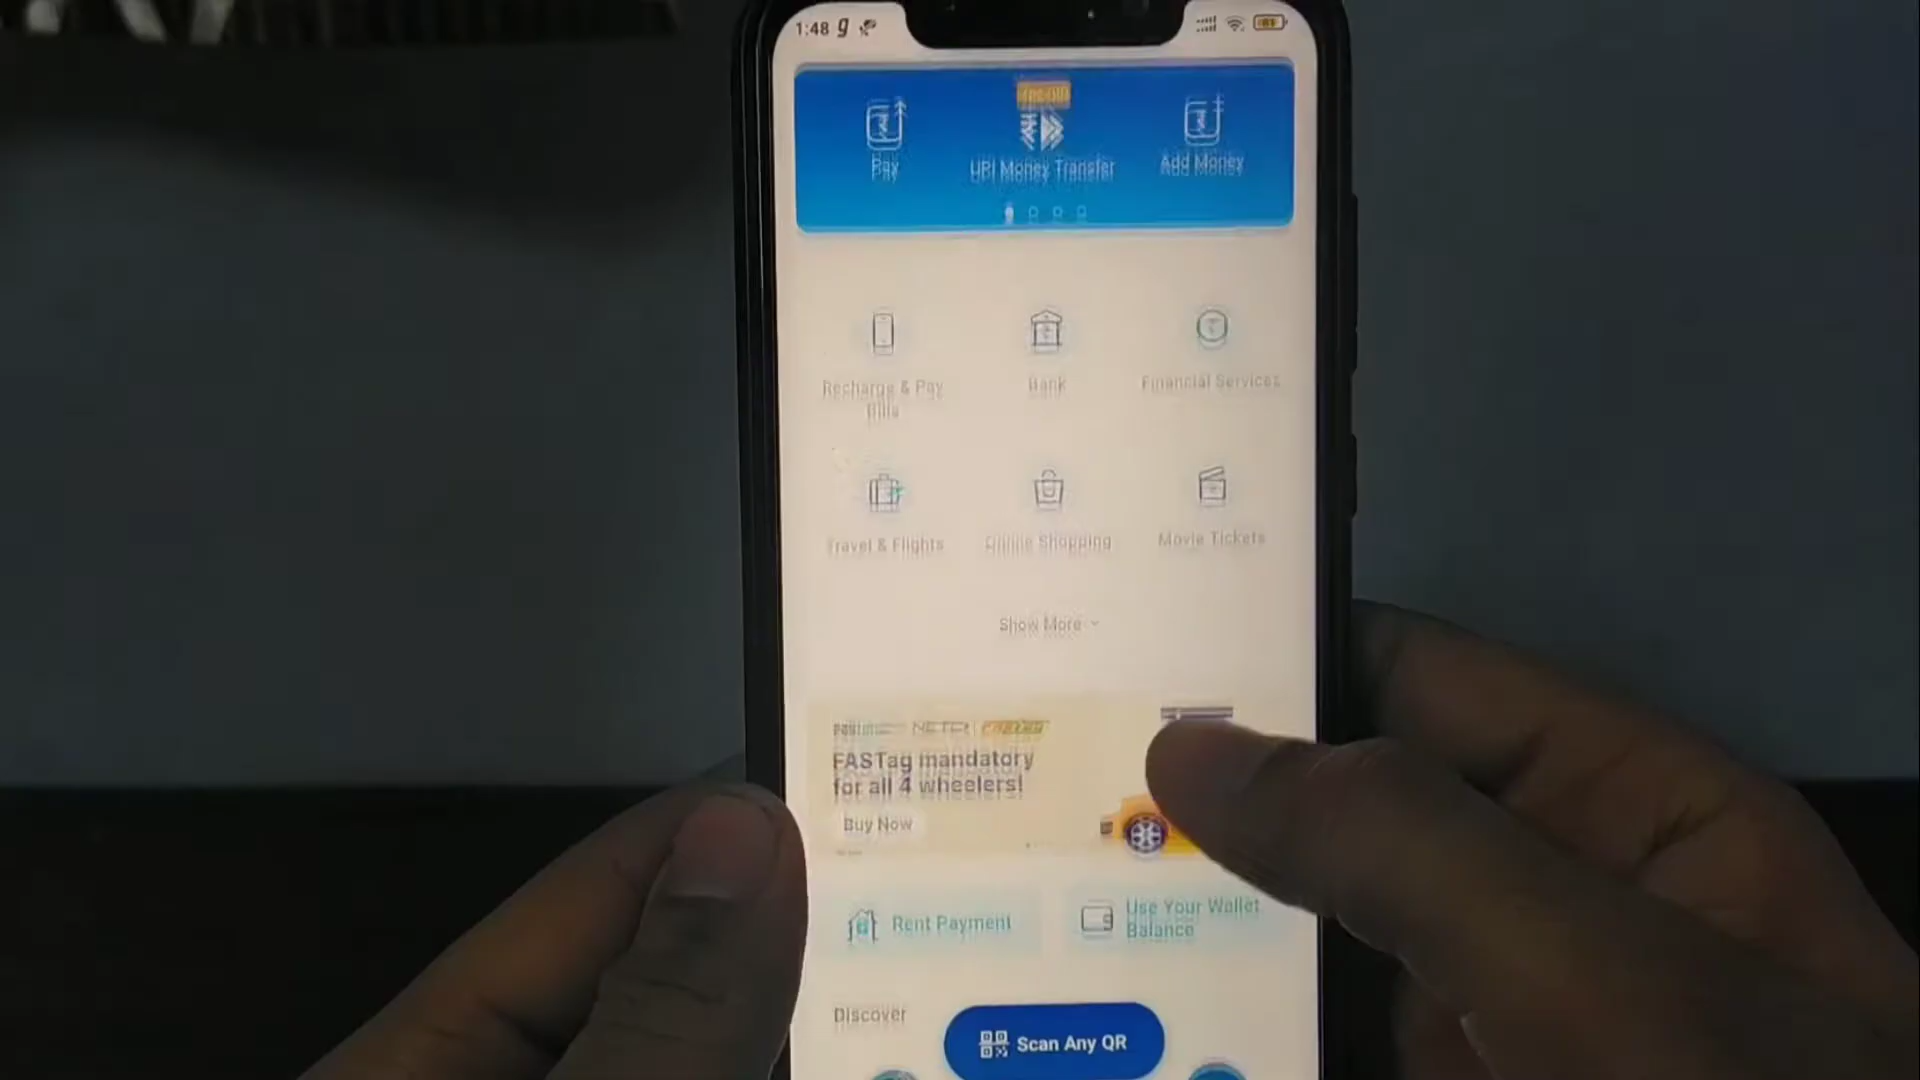 1:48
Pay
UPI Money Transfer
Add Money
Recharge & Pay
Bills
Bank
Financial Services
Travel & Flights
Online Shopping
Movie Tickets
Show More
FASTag mandatory
for all 4 wheelers!
Buy Now
Rent Payment
Use Your Wallet
Balance
Discover
Scan Any QR